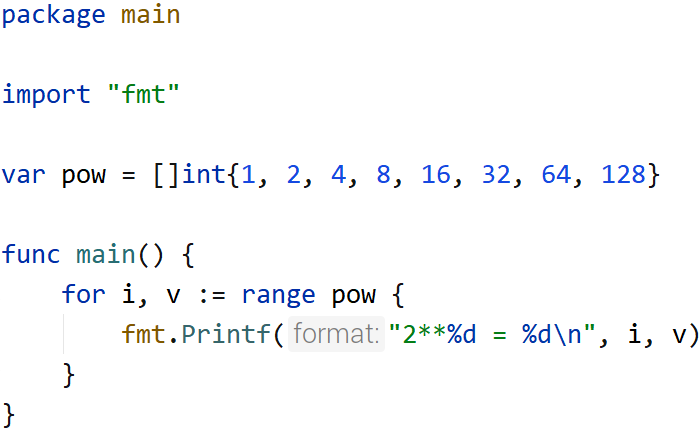 package main
import "fmt"
var pow = []int{1, 2, 4, 8, 16, 32, 64, 128}
func main() {
    for i, v := range pow {
        fmt.Printf( format: "2**%d = %d\n", i, v)
    }
}